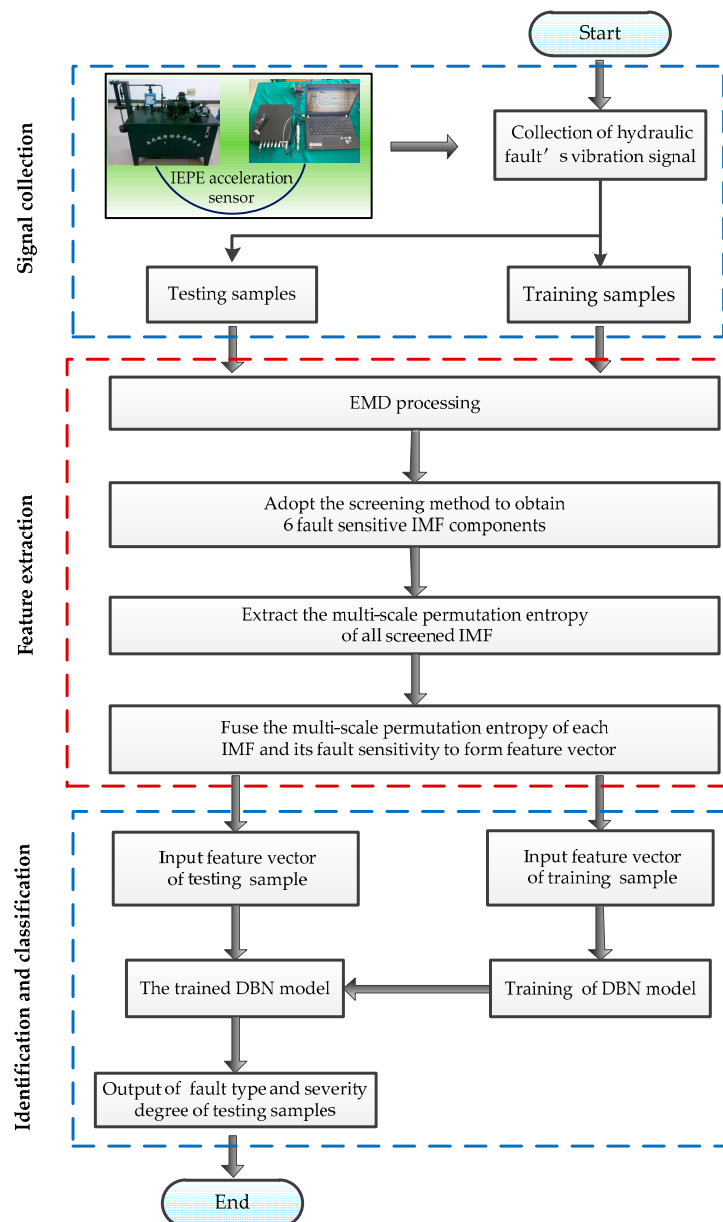 Start
Signal collection
IEPE acceleration
sensor
Collection of hydraulic
fault's vibration signal
Testing samples
Training samples
Feature extraction
EMD processing
Adopt the screening method to obtain
6 fault sensitive IMF components
Extract the multi-scale permutation entropy
of all screened IMF
Fuse the multi-scale permutation entropy of each
IMF and its fault sensitivity to form feature vector
Identification and classification
Input feature vector
of testing sample
Input feature vector
of training sample
The trained DBN model
Training of DBN model
Output of fault type and severity
degree of testing samples
End